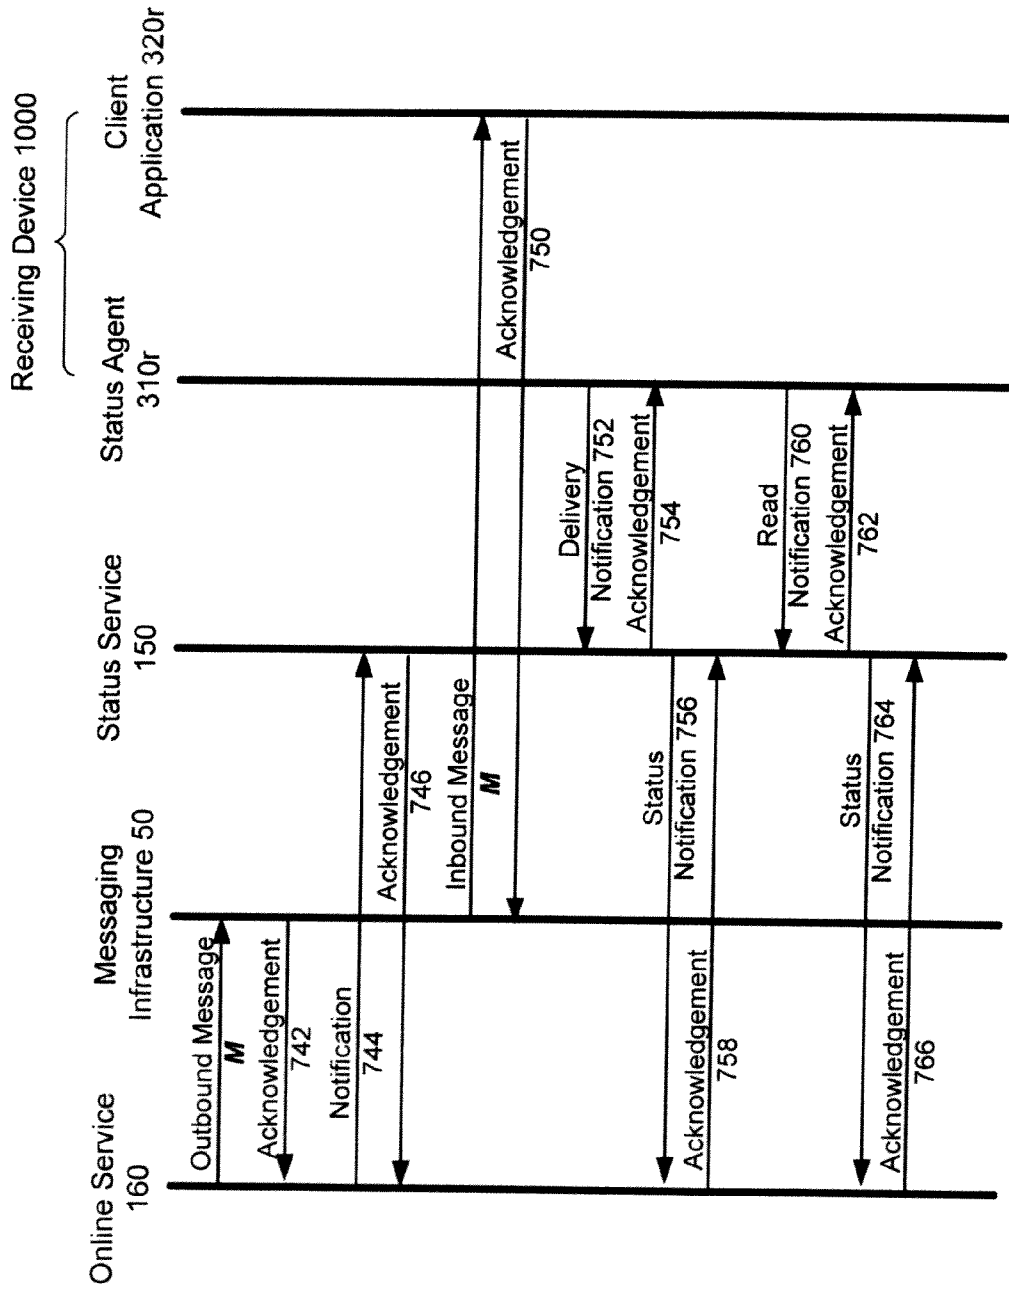 Receiving Device 1000
Online Service
160
Messaging
Infrastructure 50
Status Service
150
Status Agent
310r
Client
Application 320r
Outbound Message
M
Acknowledgement
742
Notification
744
Acknowledgement
746
Inbound Message
M
Acknowledgement
750
Delivery
Notification 752
Acknowledgement
754
Status
Notification 756
Acknowledgement
758
Read
Notification 760
Acknowledgement
762
Status
Notification 764
Acknowledgement
766